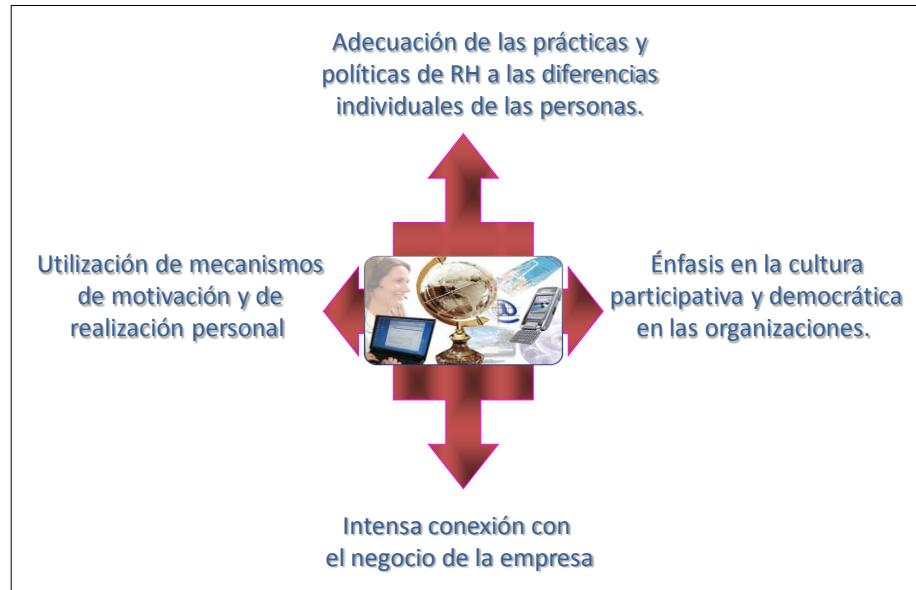 Adecuación de las prácticas y
políticas de RH a las diferencias
individuales de las personas.
Utilización de mecanismos
de motivación y de
realización personal
Énfasis en la cultura
participativa y democrática
en las organizaciones.
@
Intensa conexión con
el negocio de la empresa